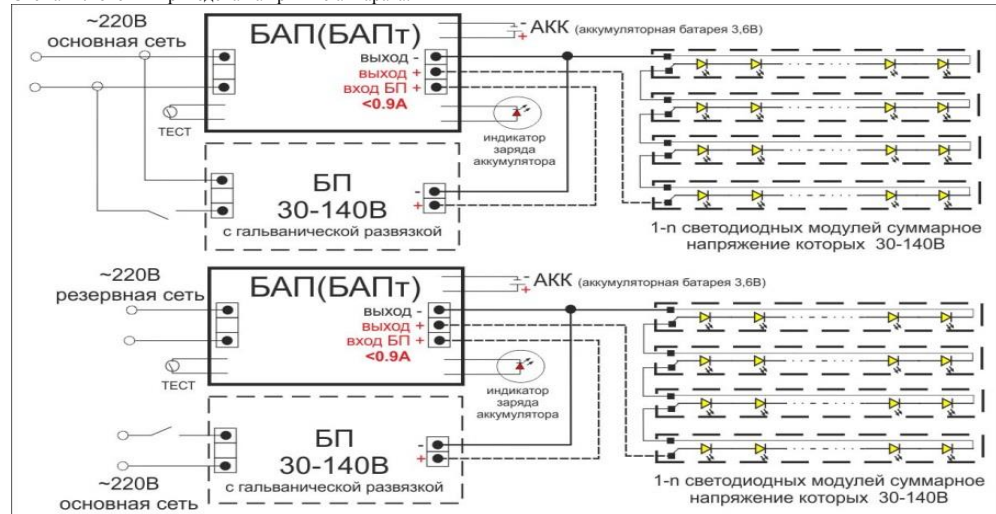 ~220В
основная сеть
БАП(БАПт)
выход -
выход +
вход БП +
<0.9А
- АКК (аккумуляторная батарея 3,6В)
+
ТЕСТ
индикатор
заряда
аккумулятора
БП
30-140В
с гальванической развязкой
-
+
1-n светодиодных модулей суммарное
напряжение которых 30-140В
~220В
резервная сеть
БАП(БАПт)
выход -
выход +
вход БП +
<0.9А
- АКК (аккумуляторная батарея 3,6В)
+
ТЕСТ
индикатор
заряда
аккумулятора
БП
30-140В
с гальванической развязкой
-
+
~220В
основная сеть
1-n светодиодных модулей суммарное
напряжение которых 30-140В